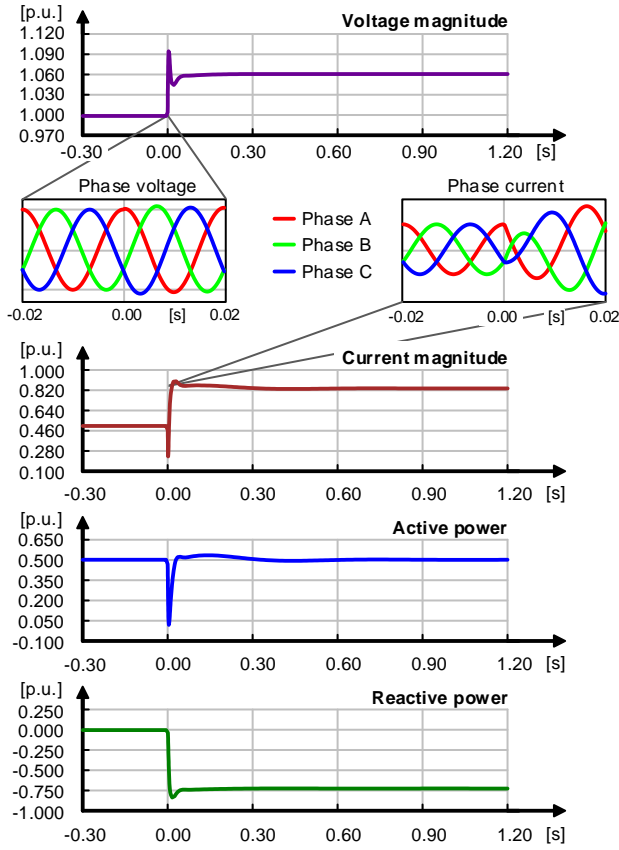 [p.u.]
Voltage magnitude
1.120
1.090
1.060
1.030
1.000
0.970
-0.30 0.00 0.30 0.60 0.90 1.20 [s]
Phase voltage
-0.02 0.00 [s] 0.02
Phase A
Phase B
Phase C
Phase current
-0.02 0.00 [s] 0.02
[p.u.]
Current magnitude
1.000
0.820
0.640
0.460
0.280
0.100
-0.30 0.00 0.30 0.60 0.90 1.20 [s]
[p.u.]
Active power
0.650
0.500
0.350
0.200
0.050
-0.100
-0.30 0.00 0.30 0.60 0.90 1.20 [s]
[p.u.]
Reactive power
0.250
0.000
-0.250
-0.500
-0.750
-1.000
-0.30 0.00 0.30 0.60 0.90 1.20 [s]